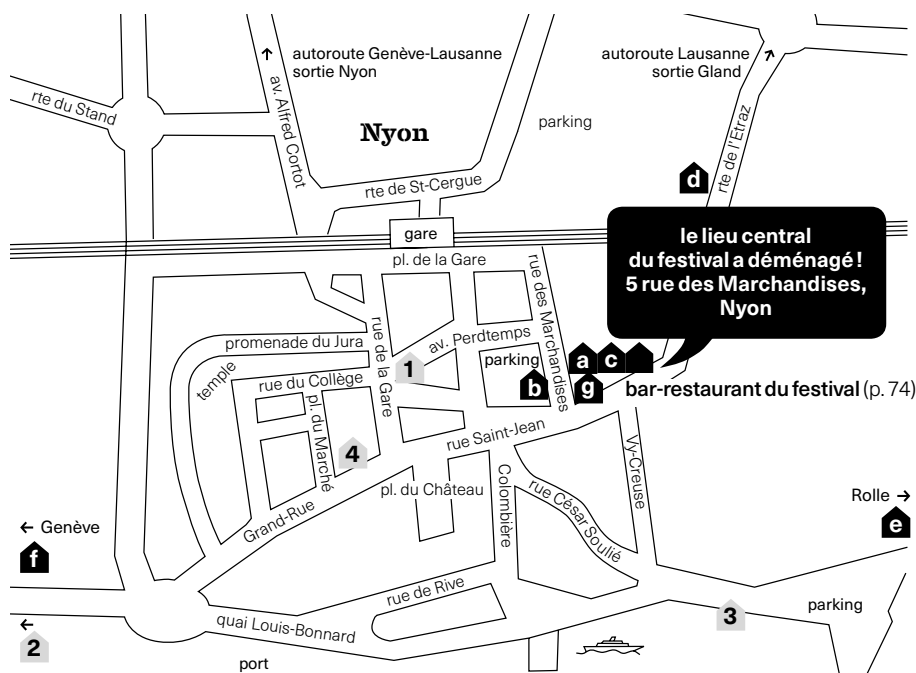 autoroute Genève-Lausanne
sortie Nyon
autoroute Lausanne
sortie Gland
rte du Stand
av. Alfred Cortot
Nyon
parking
rte de l'Etraz
d
rte de St-Cergue
gare
pl. de la Gare
le lieu central
du festival a déménagé !
5 rue des Marchandises,
Nyon
rue des Marchandises
promenade du Jura
rue de la Gare
av. Perdtemps
1
parking
a
c
b
g
bar-restaurant du festival (p. 74)
temple
rue du Collège
pl. du Marché
4
rue Saint-Jean
Vy-Creuse
pl. du Château
Colombière
rue César Soulié
Grand-Rue
← Genève
f
Rolle →
e
rue de Rive
quai Louis-Bonnard
←
2
3
parking
port